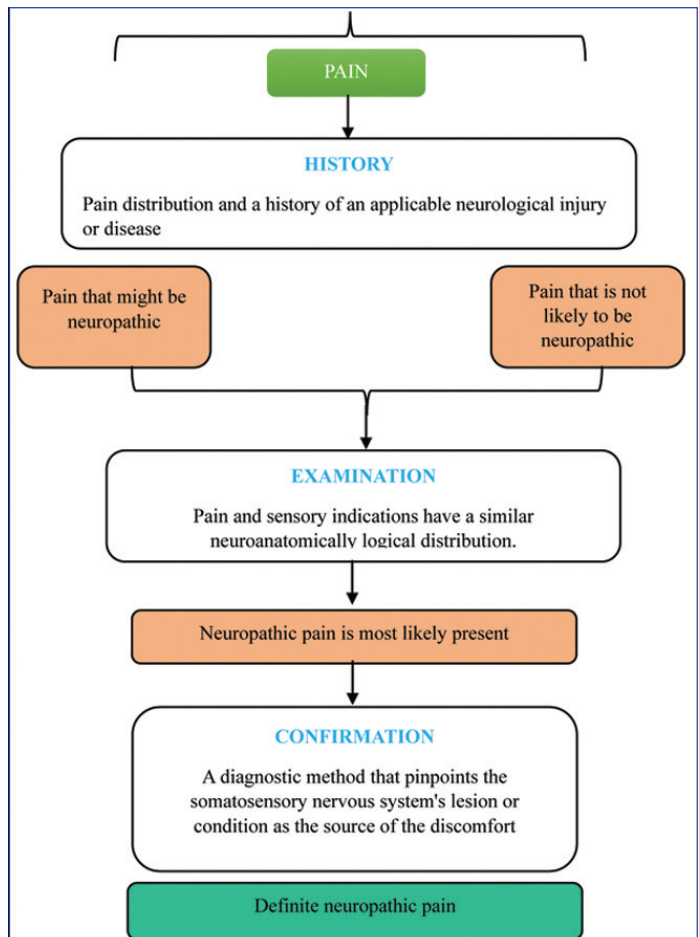 PAIN
HISTORY
Pain distribution and a history of an applicable neurological injury
or disease
Pain that might be
neuropathic
Pain that is not
likely to be
neuropathic
EXAMINATION
Pain and sensory indications have a similar
neuroanatomically logical distribution.
Neuropathic pain is most likely present
CONFIRMATION
A diagnostic method that pinpoints the
somatosensory nervous system's lesion or
condition as the source of the discomfort
Definite neuropathic pain